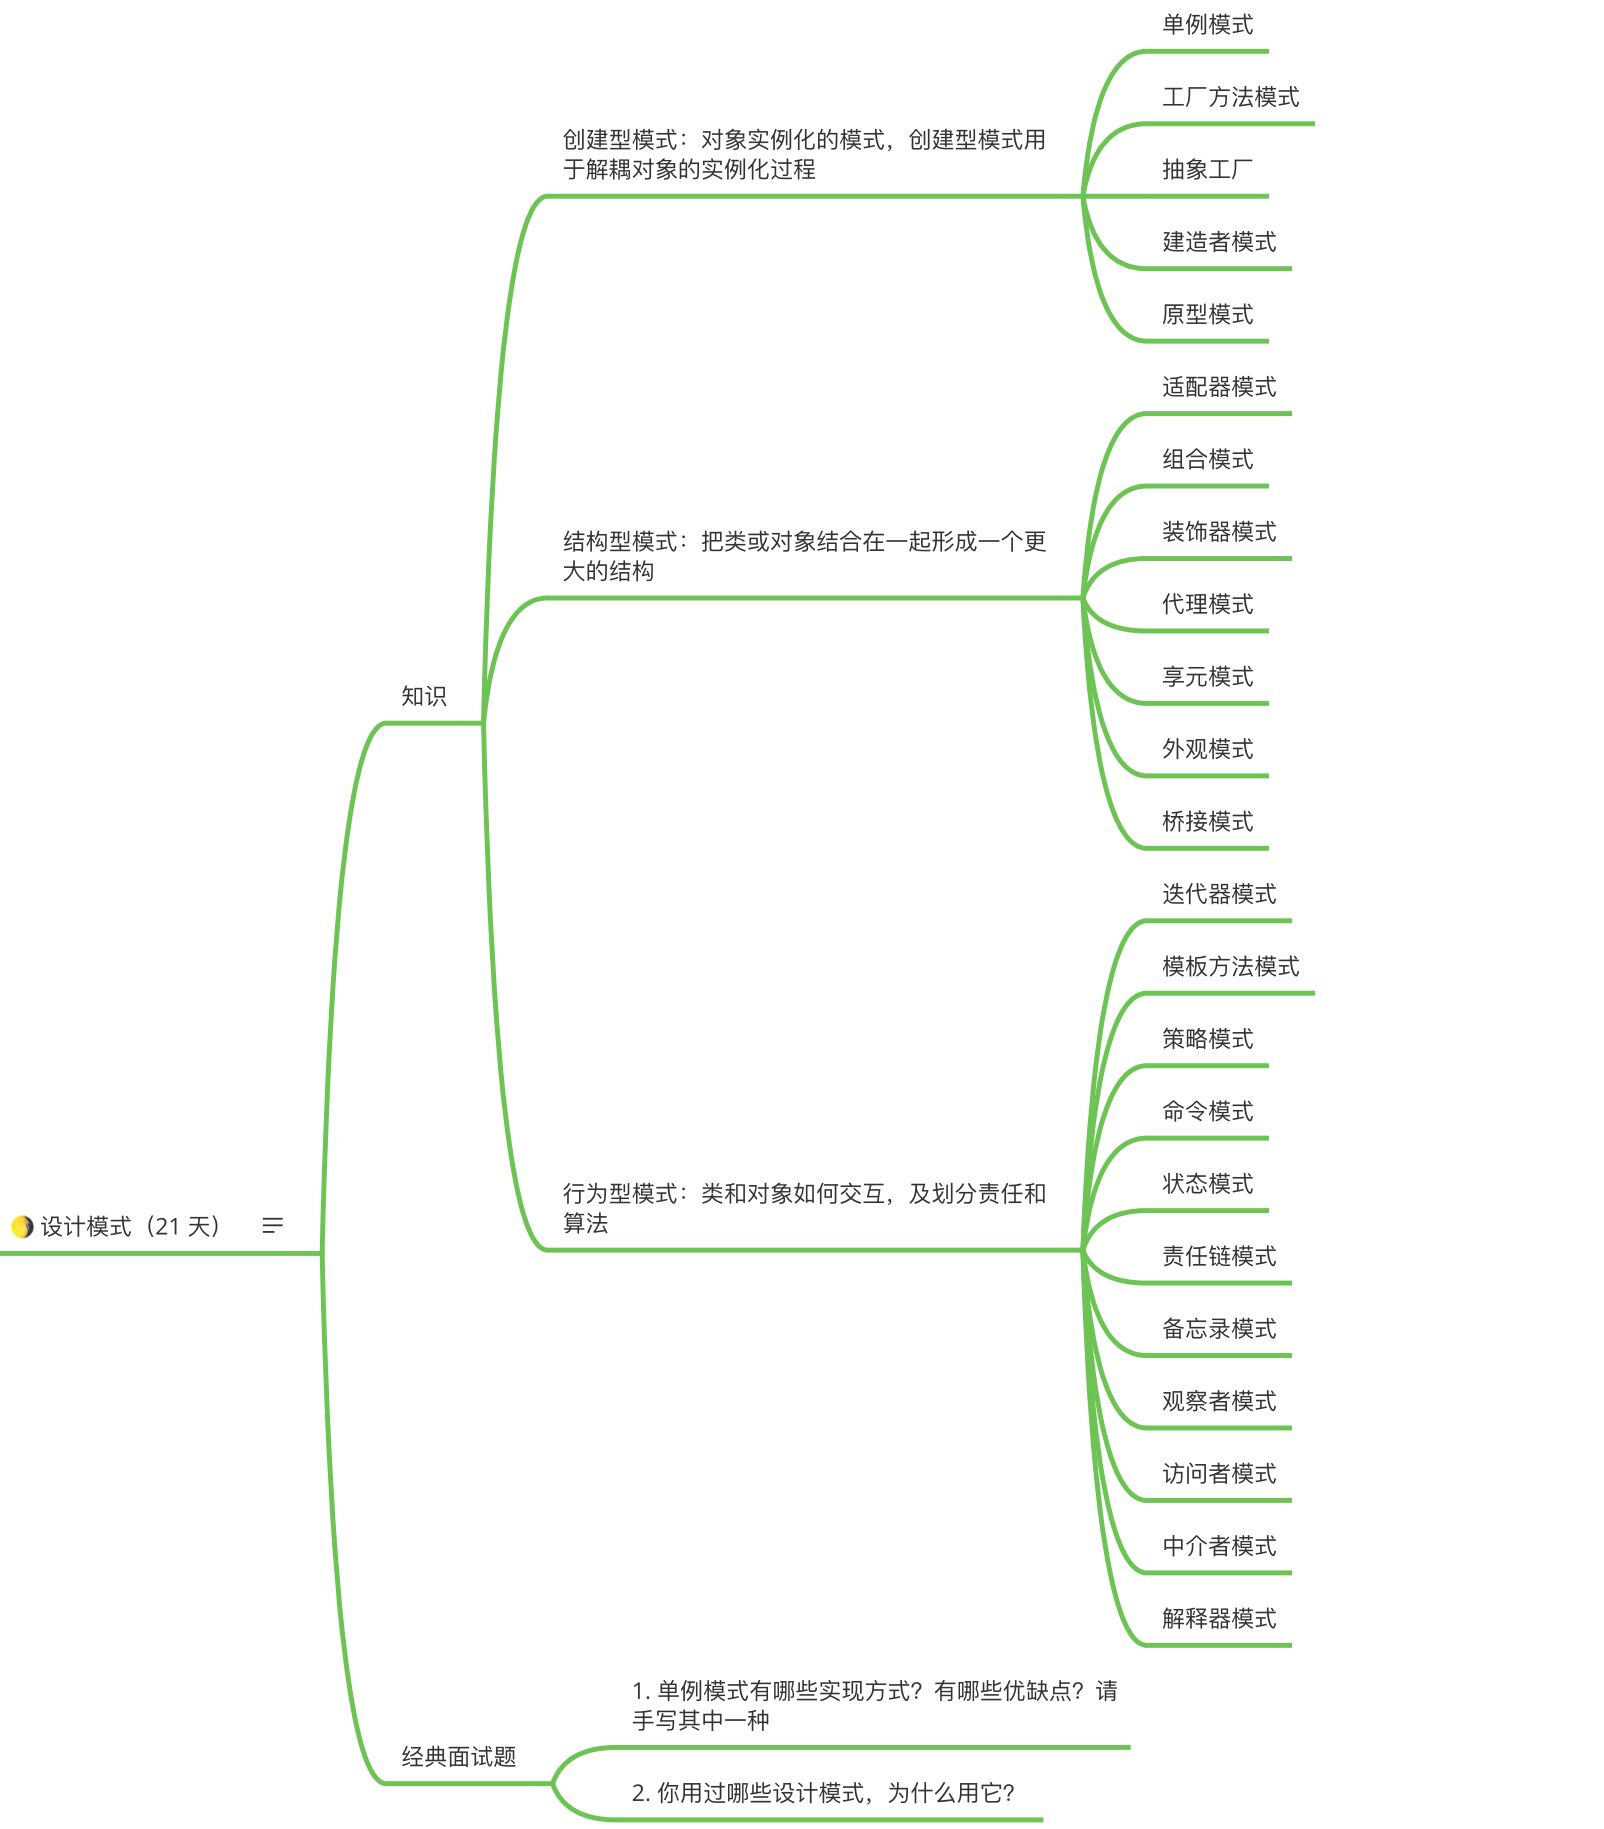 设计模式（21 天）
知识
创建型模式：对象实例化的模式，创建型模式用
于解耦对象的实例化过程
单例模式
工厂方法模式
抽象工厂
建造者模式
原型模式
结构型模式：把类或对象结合在一起形成一个更
大的结构
适配器模式
组合模式
装饰器模式
代理模式
享元模式
外观模式
桥接模式
行为型模式：类和对象如何交互，及划分责任和
算法
迭代器模式
模板方法模式
策略模式
命令模式
状态模式
责任链模式
备忘录模式
观察者模式
访问者模式
中介者模式
解释器模式
经典面试题
1. 单例模式有哪些实现方式？有哪些优缺点？请
手写其中一种
2. 你用过哪些设计模式，为什么用它？